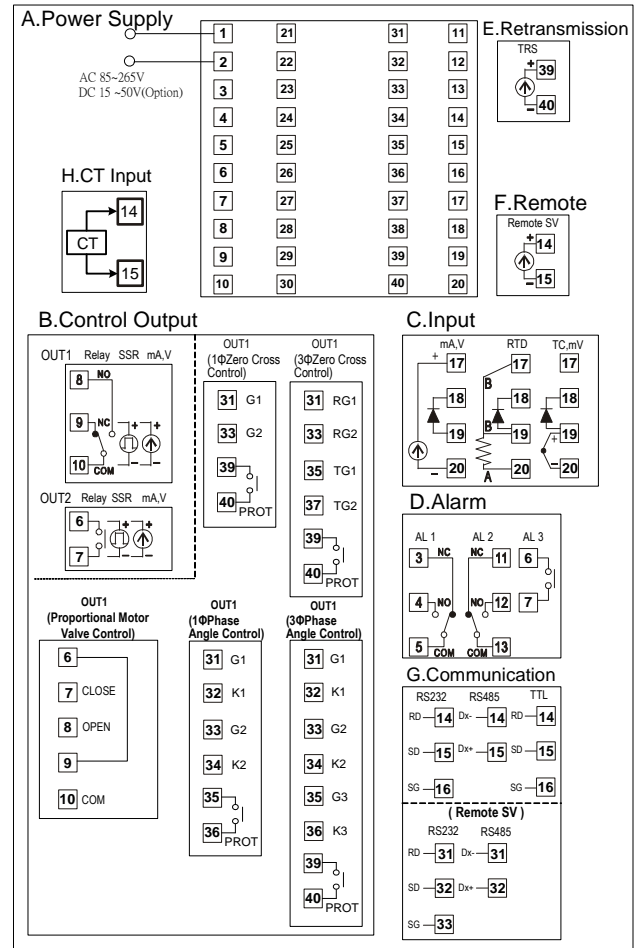 A.Power Supply
AC 85~265V
DC 15 ~50V(Option)
1 21 31 11
2 22 32 12
3 23 33 13
4 24 34 14
5 25 35 15
6 26 36 16
7 27 37 17
8 28 38 18
9 29 39 19
10 30 40 20
E.Retransmission
TRS
+ 39
- 40
H.CT Input
14
CT
15
F.Remote
Remote SV
+ 14
- 15
B.Control Output
OUT1 Relay SSR mA,V
8 NO
9 NC + +
10 COM - -
OUT2 Relay SSR mA,V
6 + +
7 - -
OUT1
(1ΦZero Cross
Control)
31 G1
33 G2
39
40 PROT
OUT1
(3ΦZero Cross
Control)
31 RG1
33 RG2
35 TG1
37 TG2
39
40 PROT
OUT1
(Proportional Motor
Valve Control)
6
7 CLOSE
8 OPEN
9
10 COM
OUT1
(1ΦPhase
Angle Control)
31 G1
32 K1
33 G2
34 K2
35
36 PROT
OUT1
(3ΦPhase
Angle Control)
31 G1
32 K1
33 G2
34 K2
35 G3
36 K3
39
40 PROT
C.Input
mA,V RTD TC,mV
+ 17 17 17
B
18 18 18
B
19 19 + 19
- 20 A 20 - 20
D.Alarm
AL 1 AL 2 AL 3
3 NC NC 11 6
4 NO NO 12 7
5 COM COM 13
G.Communication
RS232 RS485 TTL
RD 14 Dx- 14 RD 14
SD 15 Dx+ 15 SD 15
SG 16 SG 16
( Remote SV )
RS232 RS485
RD 31 Dx- 31
SD 32 Dx+ 32
SG 33